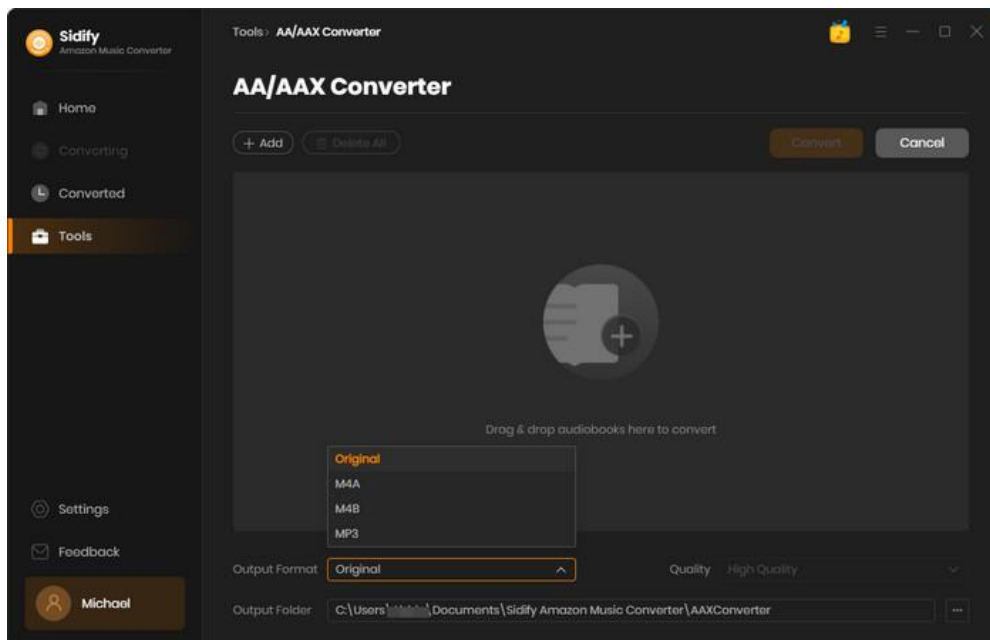 Sidify
Amazon Music Converter
Home
Converting
Converted
Tools
Settings
Feedback
Michael
Tools› AA/AAX Converter
AA/AAX Converter
+ Add
Delete All
Convert
Cancel
Drag & drop audiobooks here to convert
Original
M4A
M4B
MP3
Output Format Original
Quality High Quality
Output Folder C:\Users\ \Documents\Sidify Amazon Music Converter\AAXConverter